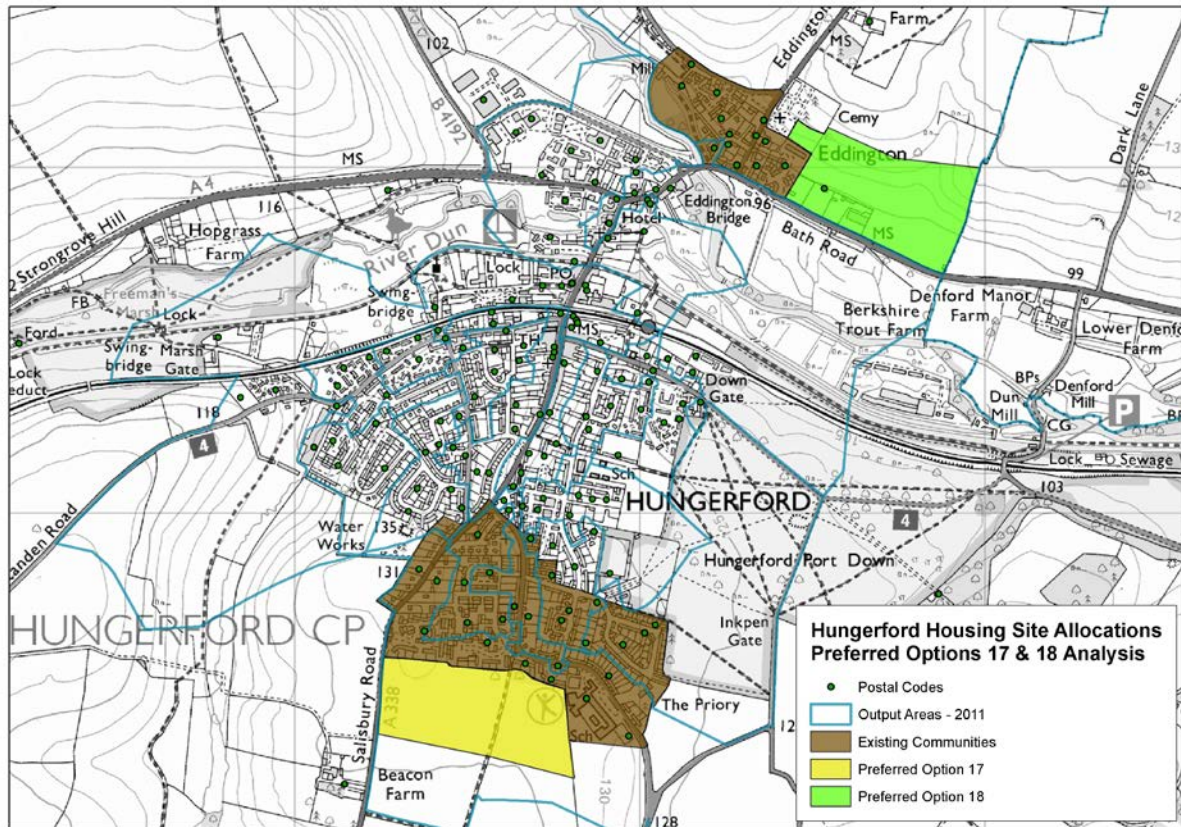 102
Farm
MS
Eddington
Mill
B 4192
Cemy
Dark Lane
MS
Eddington
A 4
116
Strongrove Hill
Hopgrass
Farm
Hotel
Eddington
Bridge
96
Bath Road
MS
River Dun
99
Lock
PO
FB
Freeman's
Marsh
Lock
Swing-
bridge
Berkshire
Trout Farm
Denford Manor
Farm
Lower Denf
Farm
Ford
Swing-
bridge
Marsh
Gate
MS
TH
Lock
educt
Down
Gate
BPs
Denford
Mill
Dun
Mill
P
CG
118
4
Sch
Lock
Sewage
HUNGERFORD
103
4
Water
Works
135
Hungerford Port Down
131
HUNGERFORD CP
Inkpen
Gate
Salisbury Road
A 338
The Priory
Sch
Beacon
Farm
130
128
Hungerford Housing Site Allocations
Preferred Options 17 & 18 Analysis
Postal Codes
Output Areas - 2011
Existing Communities
Preferred Option 17
Preferred Option 18